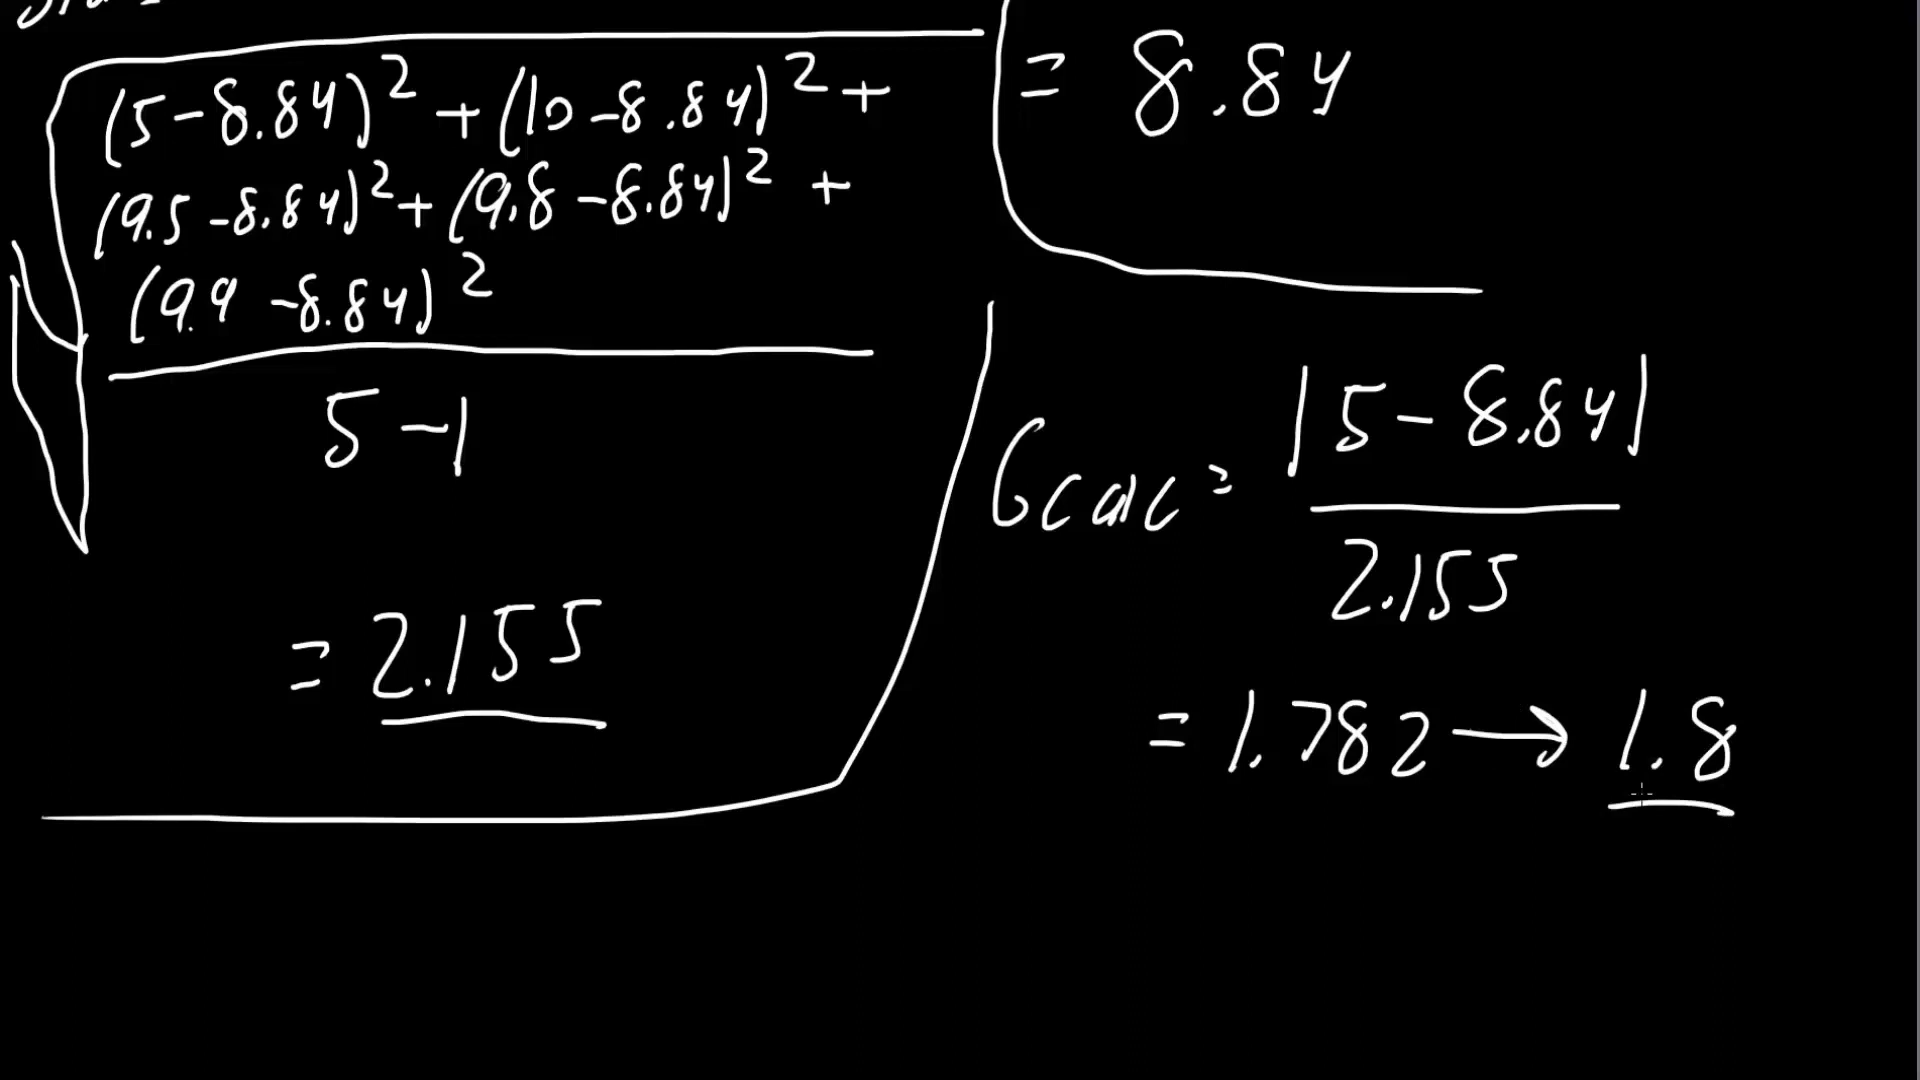 (5-8.84)² + (10-8.84)² +
(9.5-8.84)² + (9.8-8.84)² +
(9.9-8.84)²
5-1
= 2.155
= 8.84
Gcalc = |5-8.84|
2.155
= 1.782 → 1.8